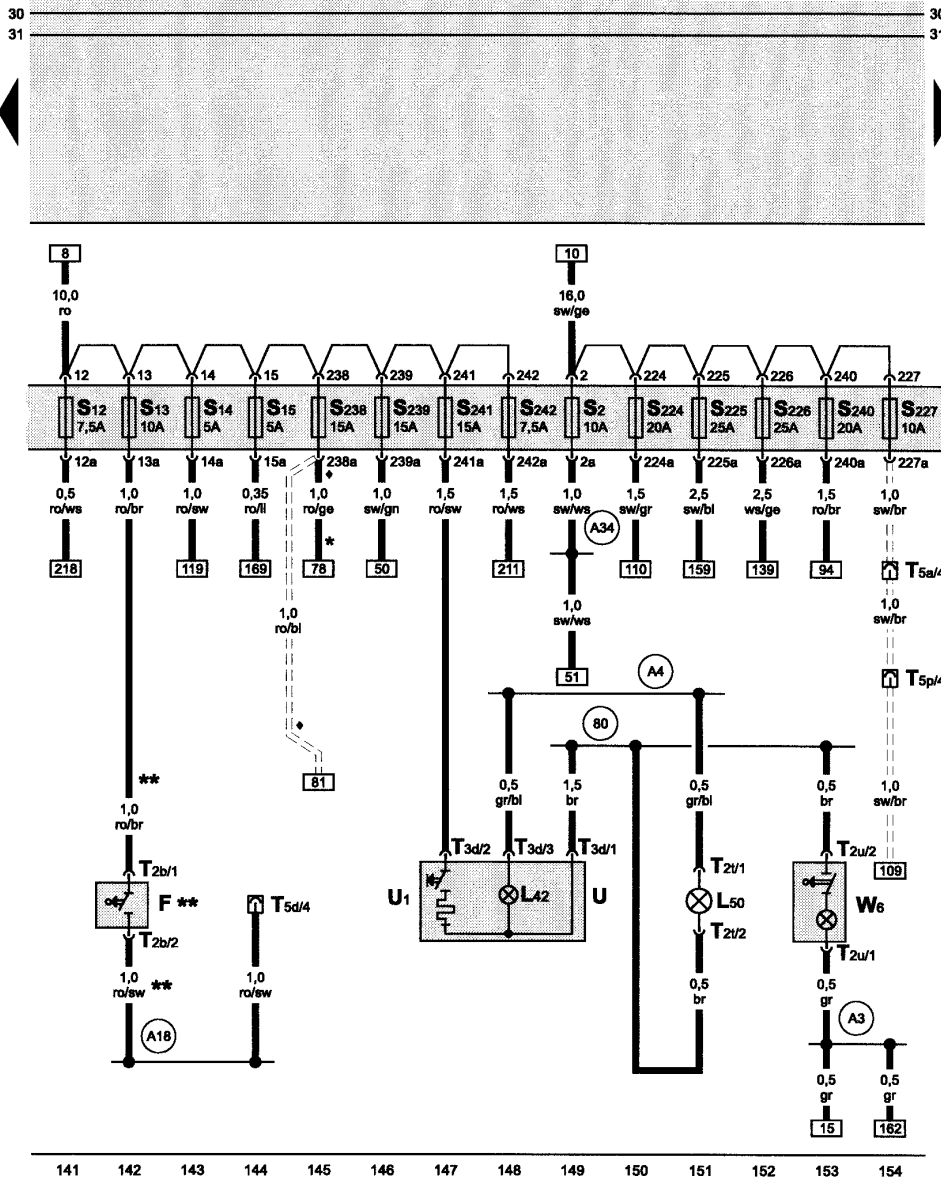 30 30
31 31
8 10
10,0 16,0
ro sw/ge
12 13 14 15 238 239 241 242 2 224 225 226 240 227
S12 S13 S14 S15 S238 S239 S241 S242 S2 S224 S225 S226 S240 S227
7,5A 10A 5A 5A 15A 15A 15A 7,5A 10A 20A 25A 25A 20A 10A
12a 13a 14a 15a 238a 239a 241a 242a 2a 224a 225a 226a 240a 227a
0,5 1,0 1,0 0,35 1,0 1,0 1,5 1,5 1,0 1,5 2,5 2,5 1,5 1,0
ro/ws ro/br ro/sw ro/li ro/ge sw/gn ro/sw ro/ws sw/ws sw/gr sw/bl ws/ge ro/br sw/br
A34
*
218 119 169 78 50 211 110 159 139 94 T5a/4
1,0 1,0 1,0
ro/bl sw/ws sw/br
51 A4 T5p/4
80
81
**
1,0 0,5 1,5 0,5 0,5 1,0
ro/br gr/bl br gr/bl br sw/br
T2b/1 T3d/2 T3d/3 T3d/1 T2t/1 T2u/2
109
F ** T5d/4 U1 L42 U L50 W6
T2b/2 T2t/2 T2u/1
1,0 ** 1,0 0,5 0,5
ro/sw ro/sw br gr
A18 A3
0,5 0,5
gr gr
15 162
141 142 143 144 145 146 147 148 149 150 151 152 153 154